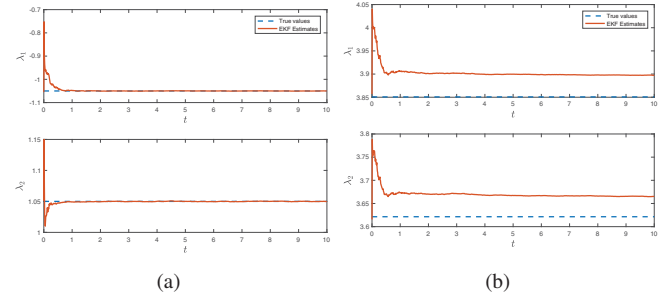 -0.7
-0.8
-0.9
-1
-1.1
λ1
0 1 2 3 4 5 6 7 8 9 10
t
True values
EKF Estimates
1.15
1.1
1.05
1
λ2
0 1 2 3 4 5 6 7 8 9 10
t
(a)
4.05
4
3.95
3.9
3.85
λ1
0 1 2 3 4 5 6 7 8 9 10
t
True values
EKF Estimates
3.8
3.75
3.7
3.65
3.6
λ2
0 1 2 3 4 5 6 7 8 9 10
t
(b)